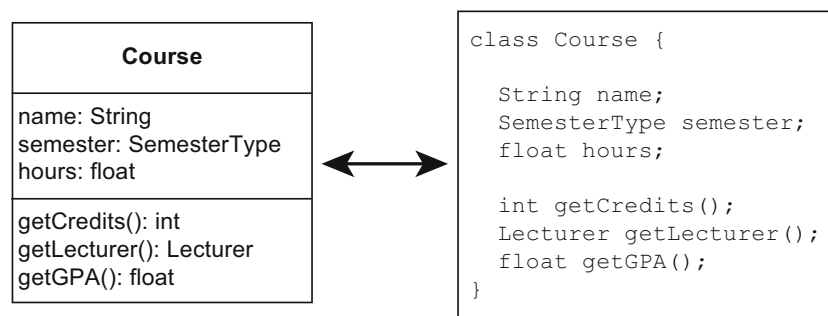 Course
name: String
semester: SemesterType
hours: float
getCredits(): int
getLecturer(): Lecturer
getGPA(): float
class Course {
String name;
SemesterType semester;
float hours;
int getCredits();
Lecturer getLecturer();
float getGPA();
}